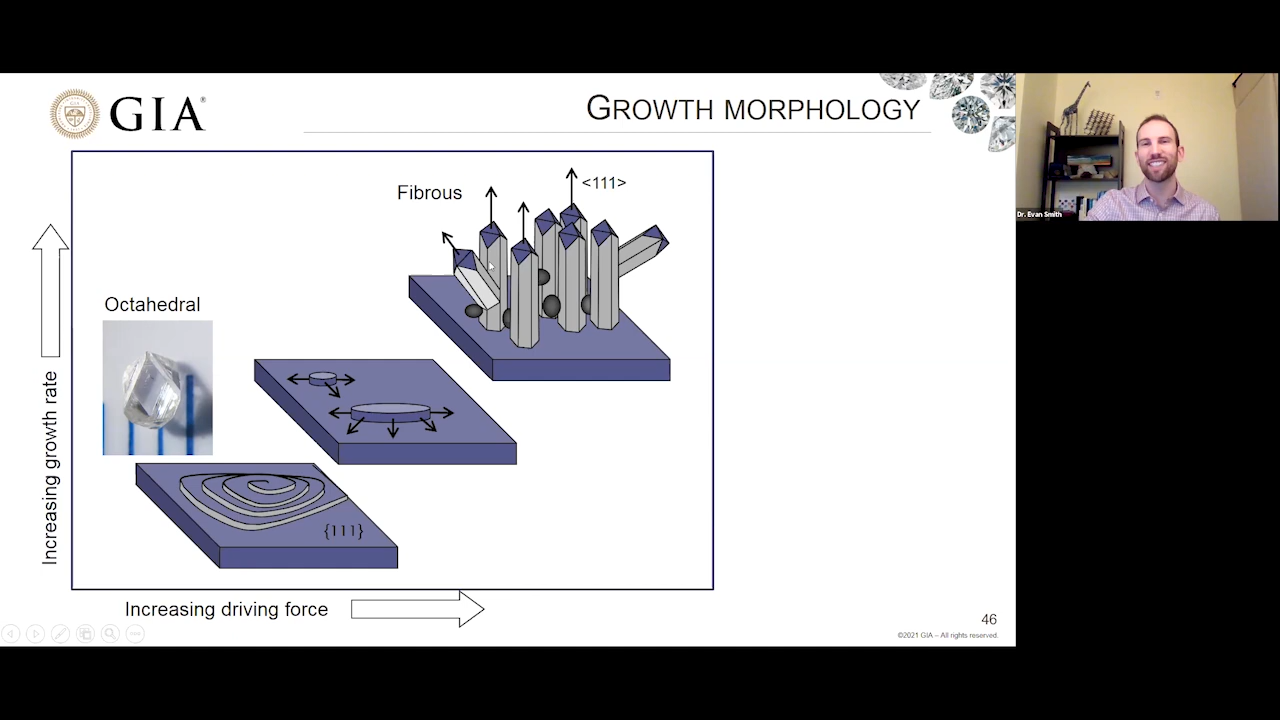 GIA®
GROWTH MORPHOLOGY
Fibrous
<111>
Octahedral
{111}
Increasing growth rate
Increasing driving force
46
©2021 GIA – All rights reserved.
Dr. Evan Smith